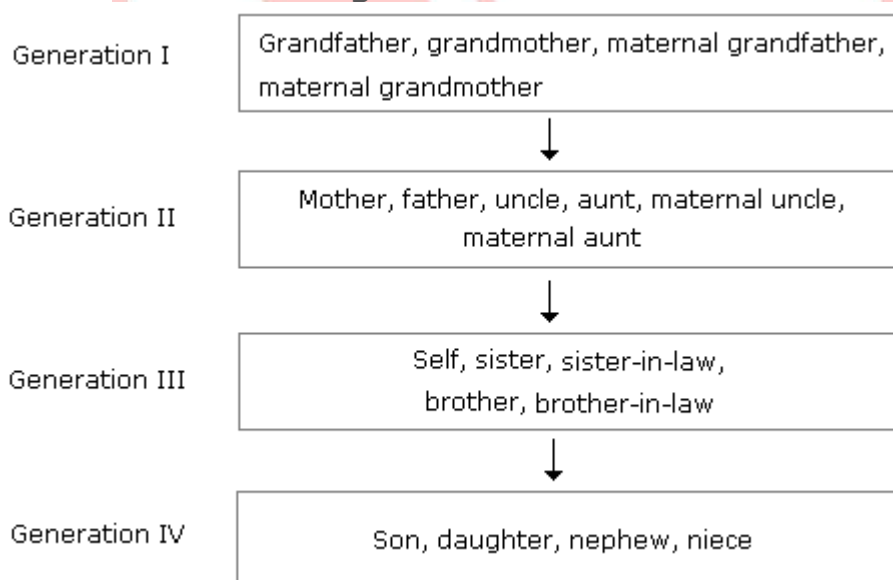 Generation I
Grandfather, grandmother, maternal grandfather,
maternal grandmother
Generation II
Mother, father, uncle, aunt, maternal uncle,
maternal aunt
Generation III
Self, sister, sister-in-law,
brother, brother-in-law
Generation IV
Son, daughter, nephew, niece